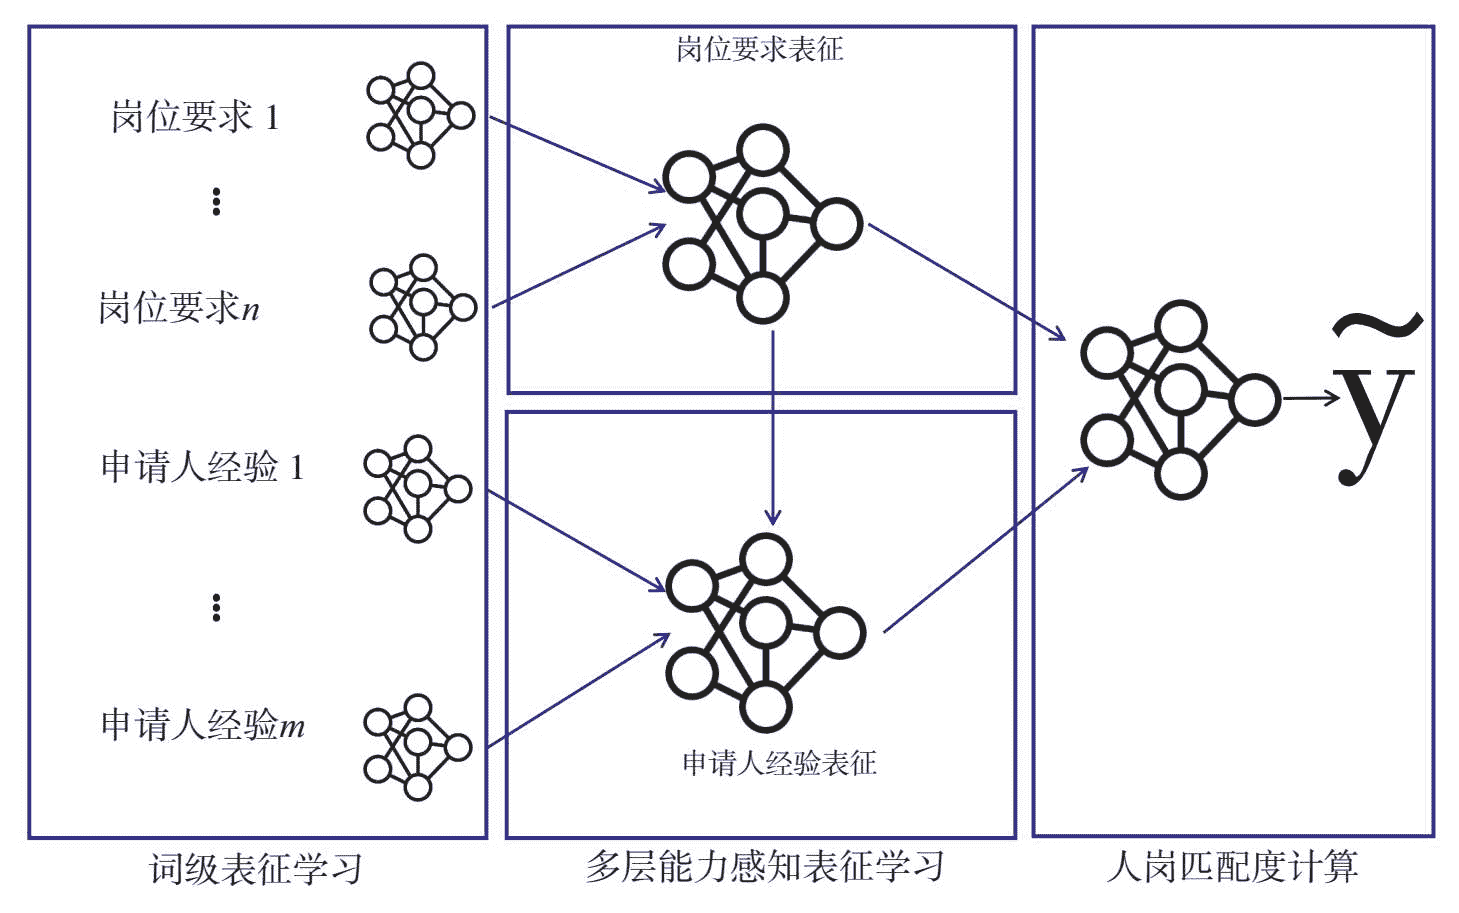 岗位要求 1
岗位要求n
申请人经验 1
申请人经验m
词级表征学习
岗位要求表征
申请人经验表征
多层能力感知表征学习
ỹ
人岗匹配度计算